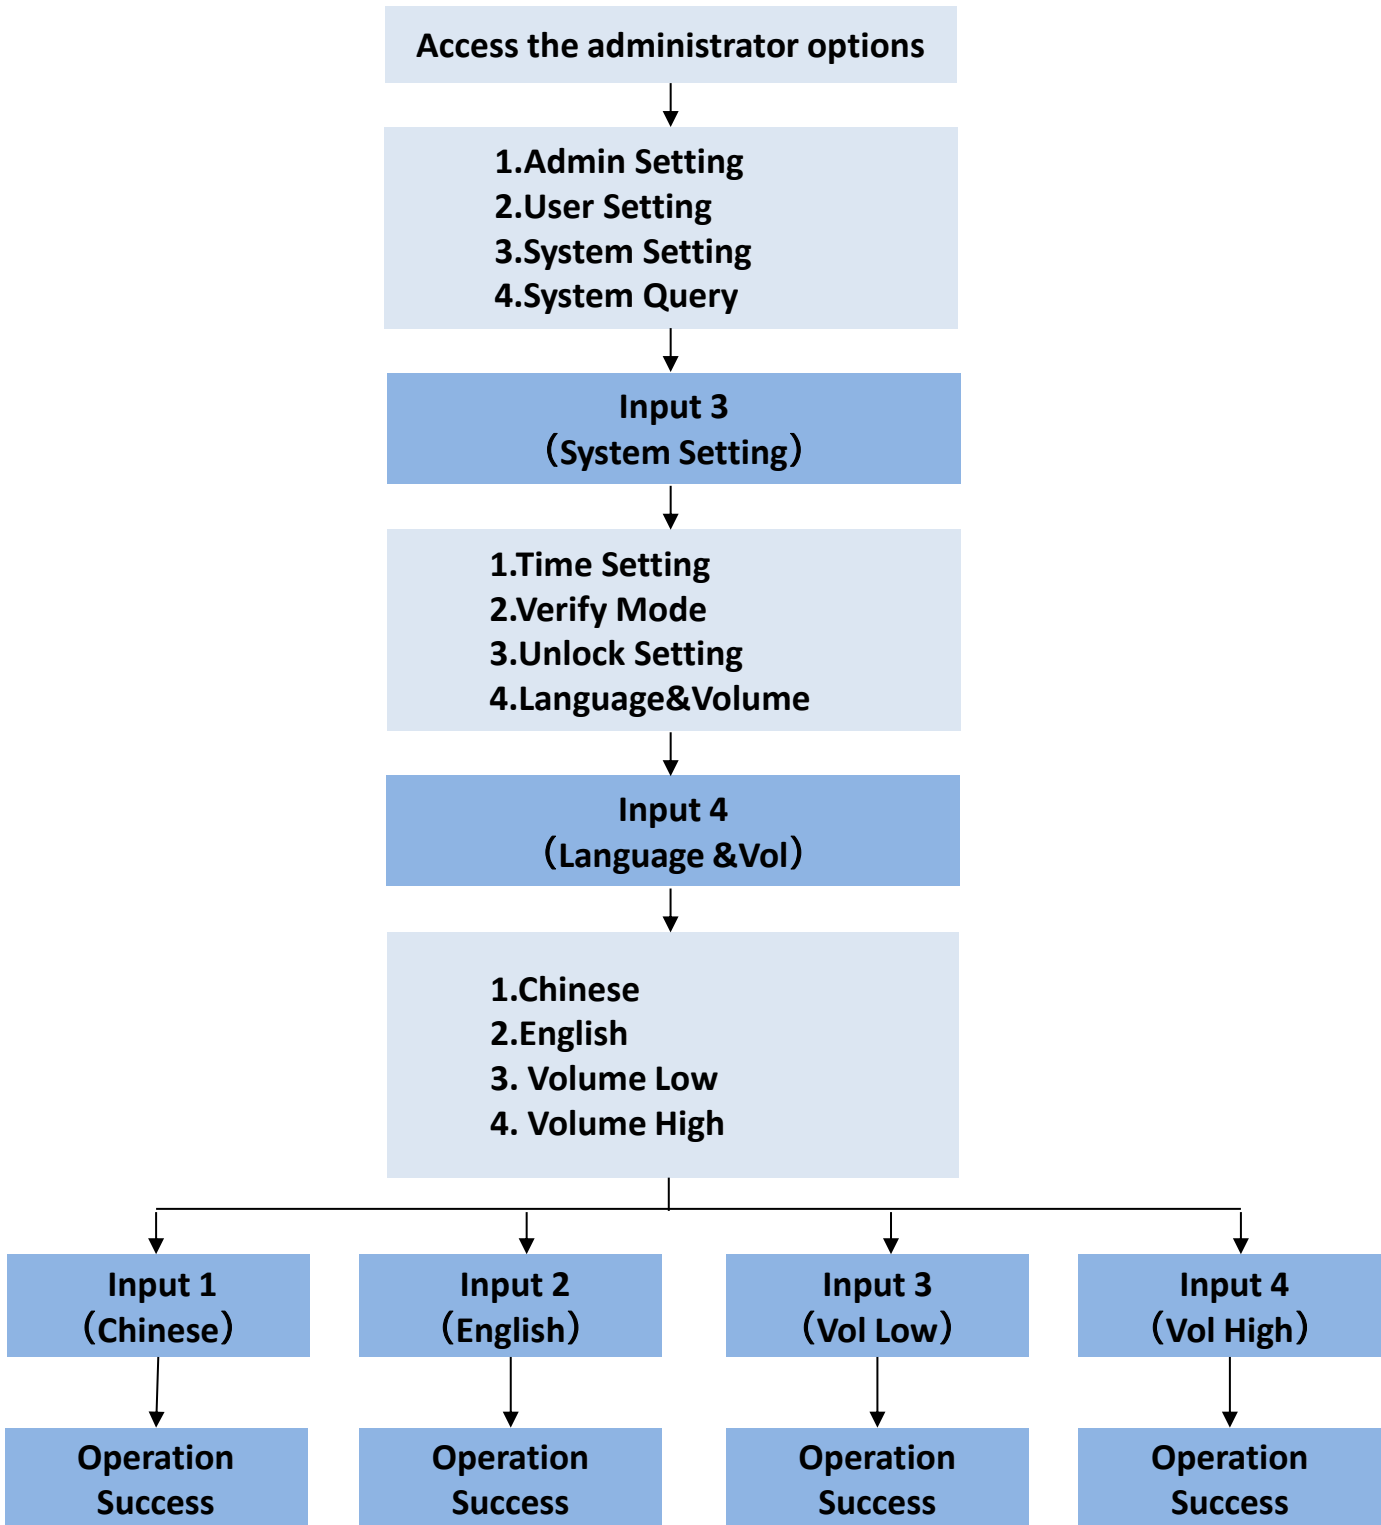 Access the administrator options
1.Admin Setting
2.User Setting
3.System Setting
4.System Query
Input 3
（System Setting）
1.Time Setting
2.Verify Mode
3.Unlock Setting
4.Language&Volume
Input 4
（Language &Vol）
1.Chinese
2.English
3. Volume Low
4. Volume High
Input 1
（Chinese）
Input 2
（English）
Input 3
（Vol Low）
Input 4
（Vol High）
Operation
Success
Operation
Success
Operation
Success
Operation
Success